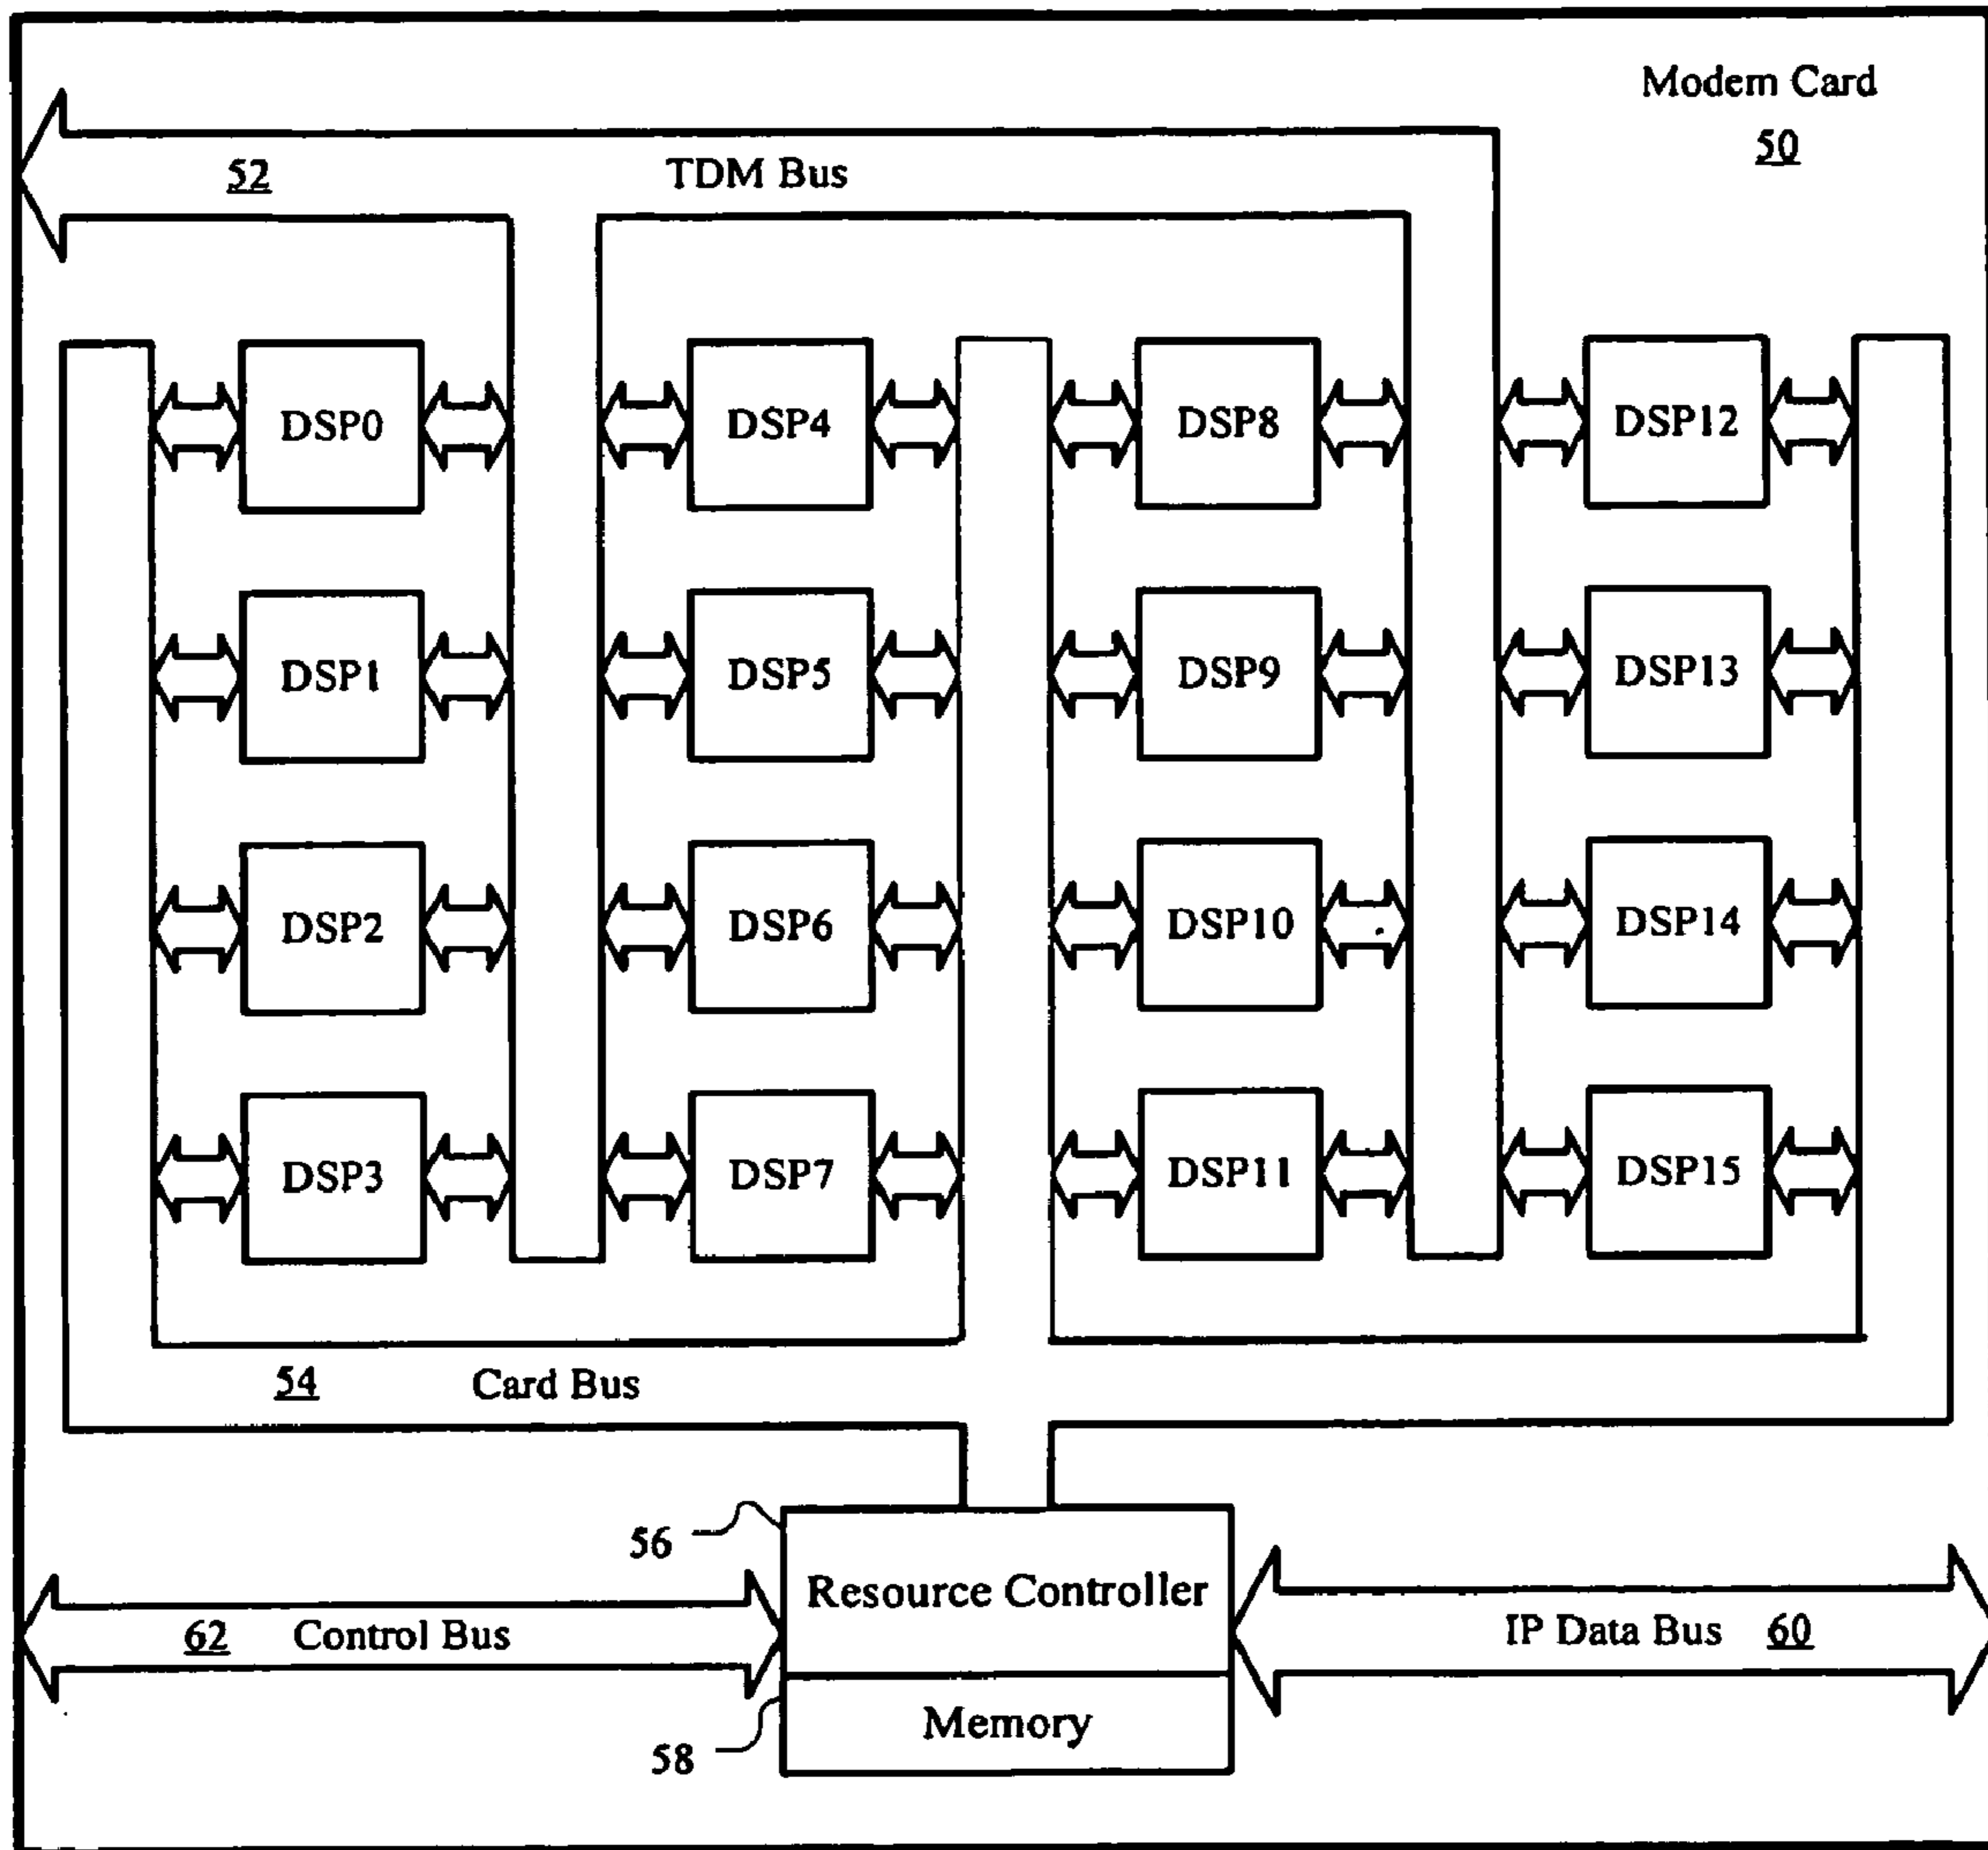 Modem Card
50
52 TDM Bus
DSP0 DSP4 DSP8 DSP12
DSP1 DSP5 DSP9 DSP13
DSP2 DSP6 DSP10 DSP14
DSP3 DSP7 DSP11 DSP15
54 Card Bus
56
Resource Controller
62 Control Bus
IP Data Bus 60
Memory
58